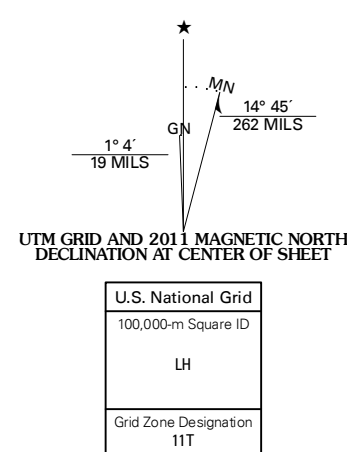 MN
GN
14° 45´
262 MILS
1° 4´
19 MILS
UTM GRID AND 2011 MAGNETIC NORTH
DECLINATION AT CENTER OF SHEET
U.S. National Grid
100,000-m Square ID
LH
Grid Zone Designation
11T